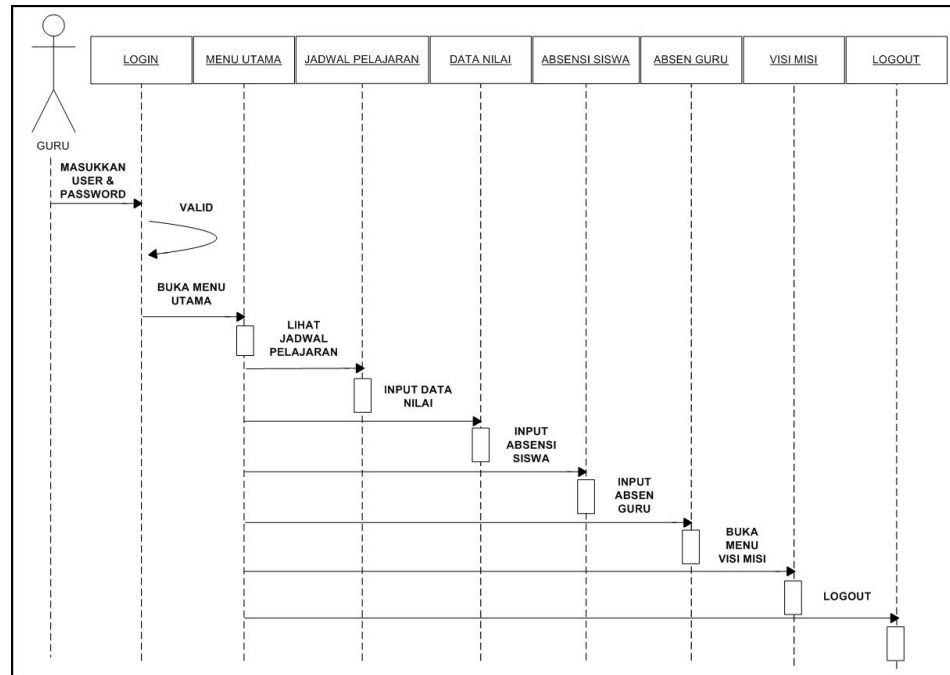 LOGIN
MENU UTAMA
JADWAL PELAJARAN
DATA NILAI
ABSENSI SISWA
ABSEN GURU
VISI MISI
LOGOUT
GURU
MASUKKAN
USER &
PASSWORD
VALID
BUKA MENU
UTAMA
LIHAT
JADWAL
PELAJARAN
INPUT DATA
NILAI
INPUT
ABSENSI
SISWA
INPUT
ABSEN
GURU
BUKA
MENU
VISI MISI
LOGOUT